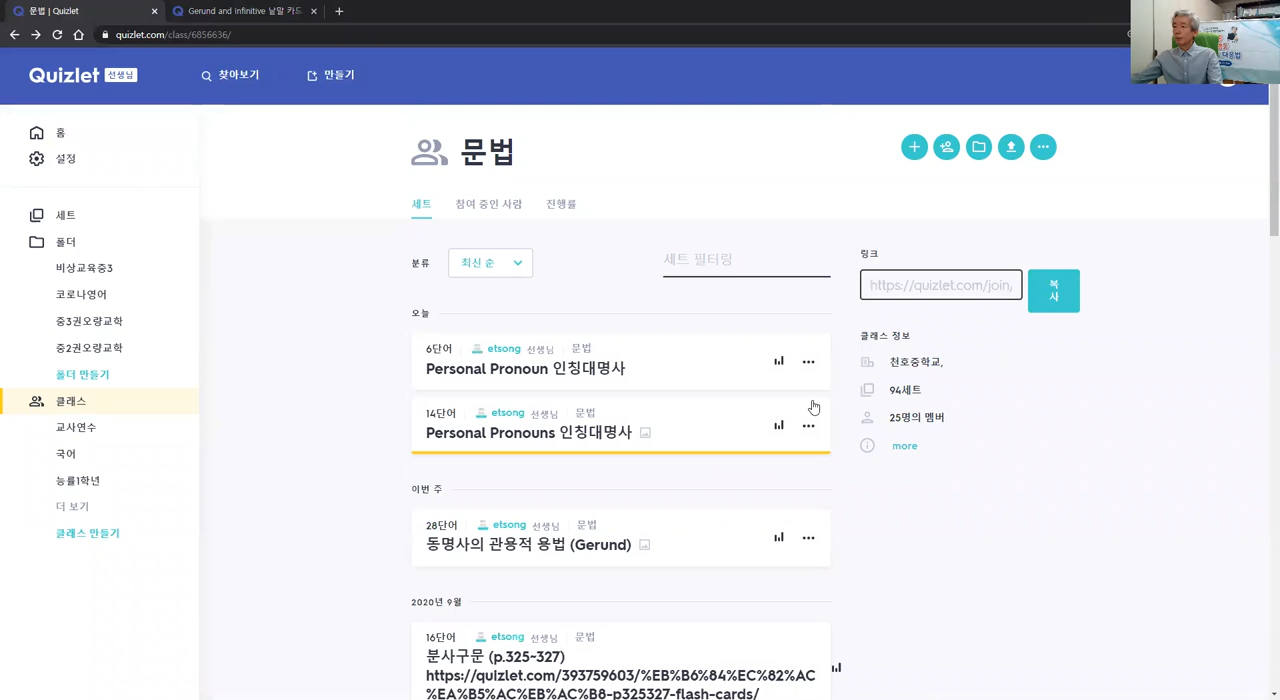 문법 | Quizlet
Gerund and infinitive 낱말 카드
quizlet.com/class/6856636/
Quizlet 선생님
찾아보기
만들기
홈
설정
세트
폴더
비상교육중3
코로나영어
중3권오량교학
중2권오량교학
폴더 만들기
클래스
교사연수
국어
능률1학년
더 보기
클래스 만들기
문법
세트 참여 중인 사람 진행률
분류 최신 순 세트 필터링
오늘
6단어 etsong 선생님 문법
Personal Pronoun 인칭대명사
14단어 etsong 선생님 문법
Personal Pronouns 인칭대명사
이번 주
28단어 etsong 선생님 문법
동명사의 관용적 용법 (Gerund)
2020년 9월
16단어 etsong 선생님 문법
분사구문 (p.325~327)
https://quizlet.com/393759603/%EB%B6%84%EC%82%AC
%EA%B5%AC%EB%AC%B8-p325327-flash-cards/
링크
https://quizlet.com/join/
복
사
클래스 정보
천호중학교,
94세트
25명의 멤버
more
대응법